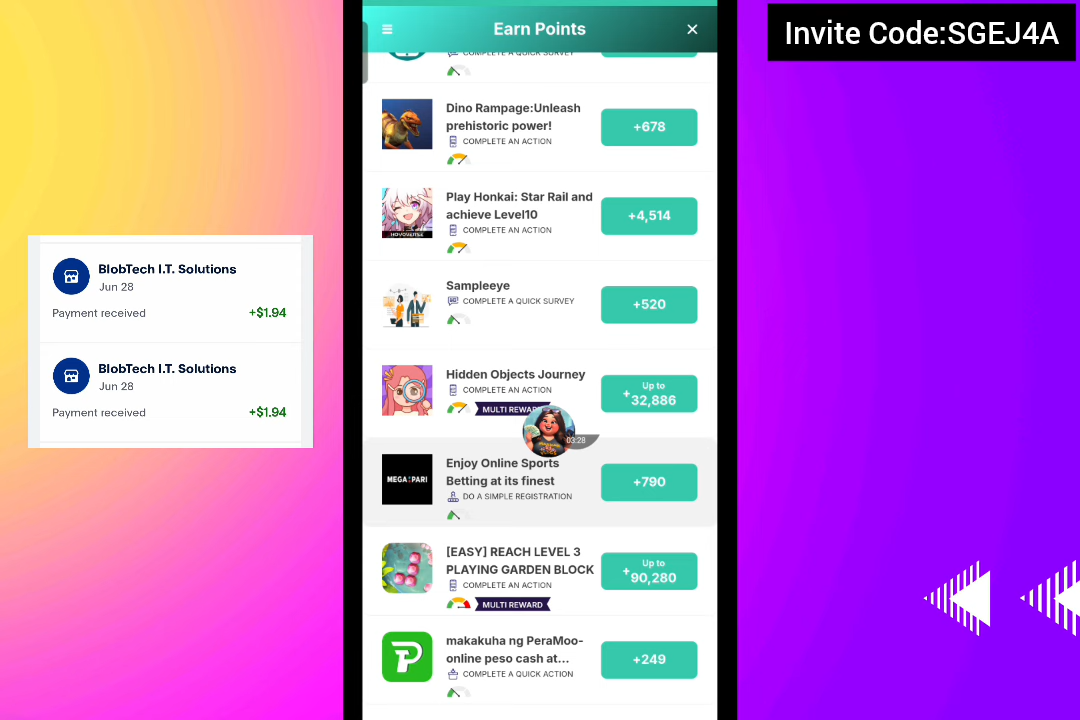 Invite Code:SGEJ4A
Earn Points
COMPLETE A QUICK SURVEY
Dino Rampage:Unleash
prehistoric power!
COMPLETE AN ACTION
+678
Play Honkai: Star Rail and
achieve Level10
COMPLETE AN ACTION
+4,514
HOYOVERSE
Sampleeye
COMPLETE A QUICK SURVEY
+520
Hidden Objects Journey
COMPLETE AN ACTION
MULTI REWARD
Up to
+32,886
03:28
Enjoy Online Sports
Betting at its finest
DO A SIMPLE REGISTRATION
+790
MEGAPARI
[EASY] REACH LEVEL 3
PLAYING GARDEN BLOCK
COMPLETE AN ACTION
MULTI REWARD
Up to
+90,280
makakuha ng PeraMoo-
online peso cash at...
COMPLETE A QUICK ACTION
+249
BlobTech I.T. Solutions
Jun 28
Payment received +$1.94
BlobTech I.T. Solutions
Jun 28
Payment received +$1.94